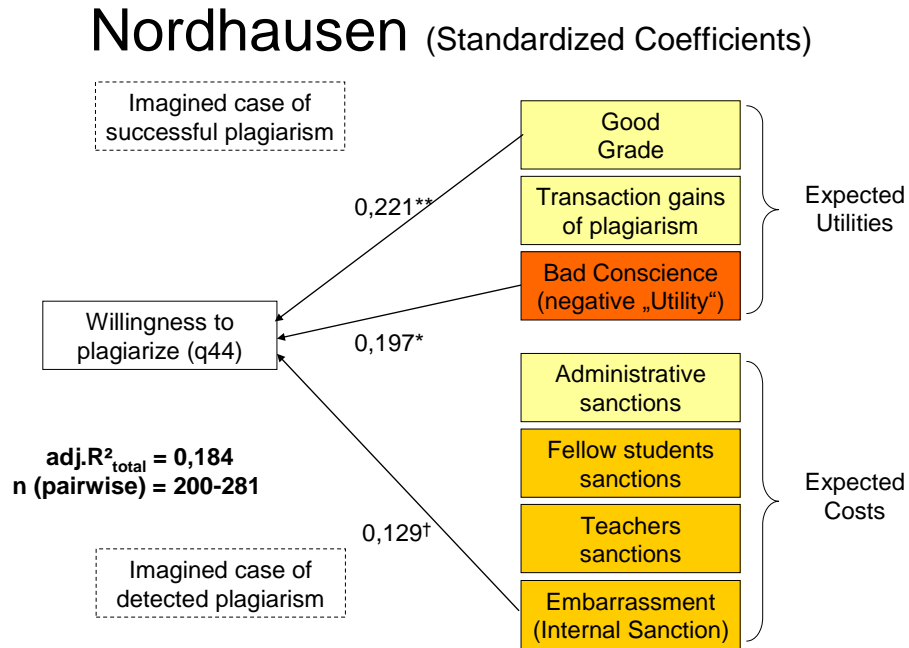 Nordhausen (Standardized Coefficients)
Imagined case of
successful plagiarism
Good
Grade
0,221**
Transaction gains
of plagiarism
Expected
Utilities
Bad Conscience
(negative „Utility“)
Willingness to
plagiarize (q44)
0,197*
Administrative
sanctions
adj.R²total = 0,184
n (pairwise) = 200-281
Fellow students
sanctions
Expected
Costs
Teachers
sanctions
0,129†
Imagined case of
detected plagiarism
Embarrassment
(Internal Sanction)